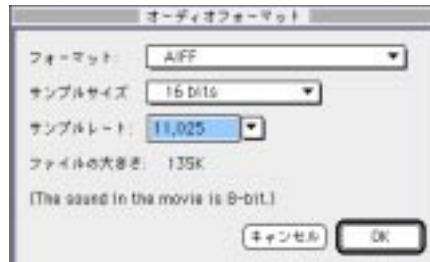 オーディオフォーマット
フォーマット: AIFF
サンプルサイズ 16 bits
サンプルレート: 11,025
ファイルの大きさ: 135K
(The sound in the movie is 8-bit.)
キャンセル OK